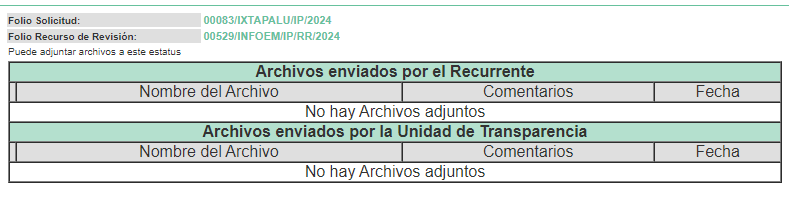 Folio Solicitud: 00083/IXTAPALU/IP/2024
Folio Recurso de Revisión: 00529/INFOEM/IP/RR/2024
Puede adjuntar archivos a este estatus
Archivos enviados por el Recurrente
Nombre del Archivo Comentarios Fecha
No hay Archivos adjuntos
Archivos enviados por la Unidad de Transparencia
Nombre del Archivo Comentarios Fecha
No hay Archivos adjuntos